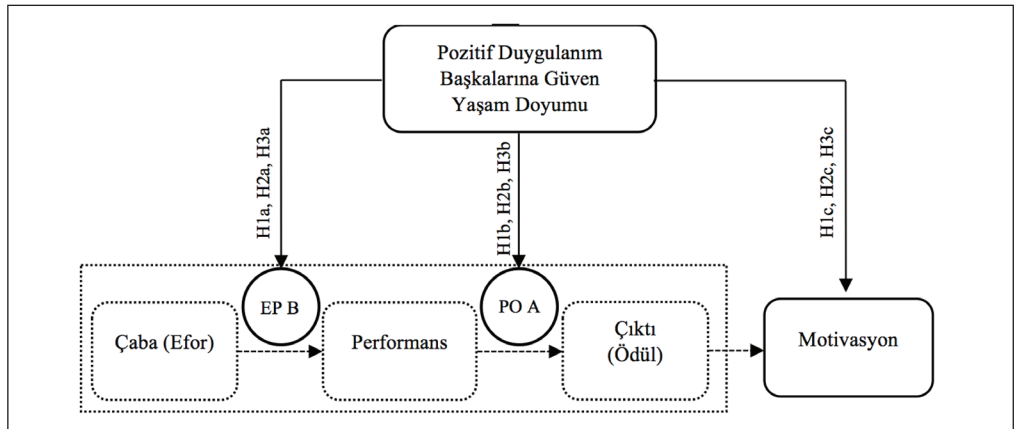 Pozitif Duygulanım
Başkalarına Güven
Yaşam Doyumu
H1a, H2a, H3a
H1b, H2b, H3b
H1c, H2c, H3c
EP B
PO A
Çaba (Efor)
Performans
Çıktı
(Ödül)
Motivasyon